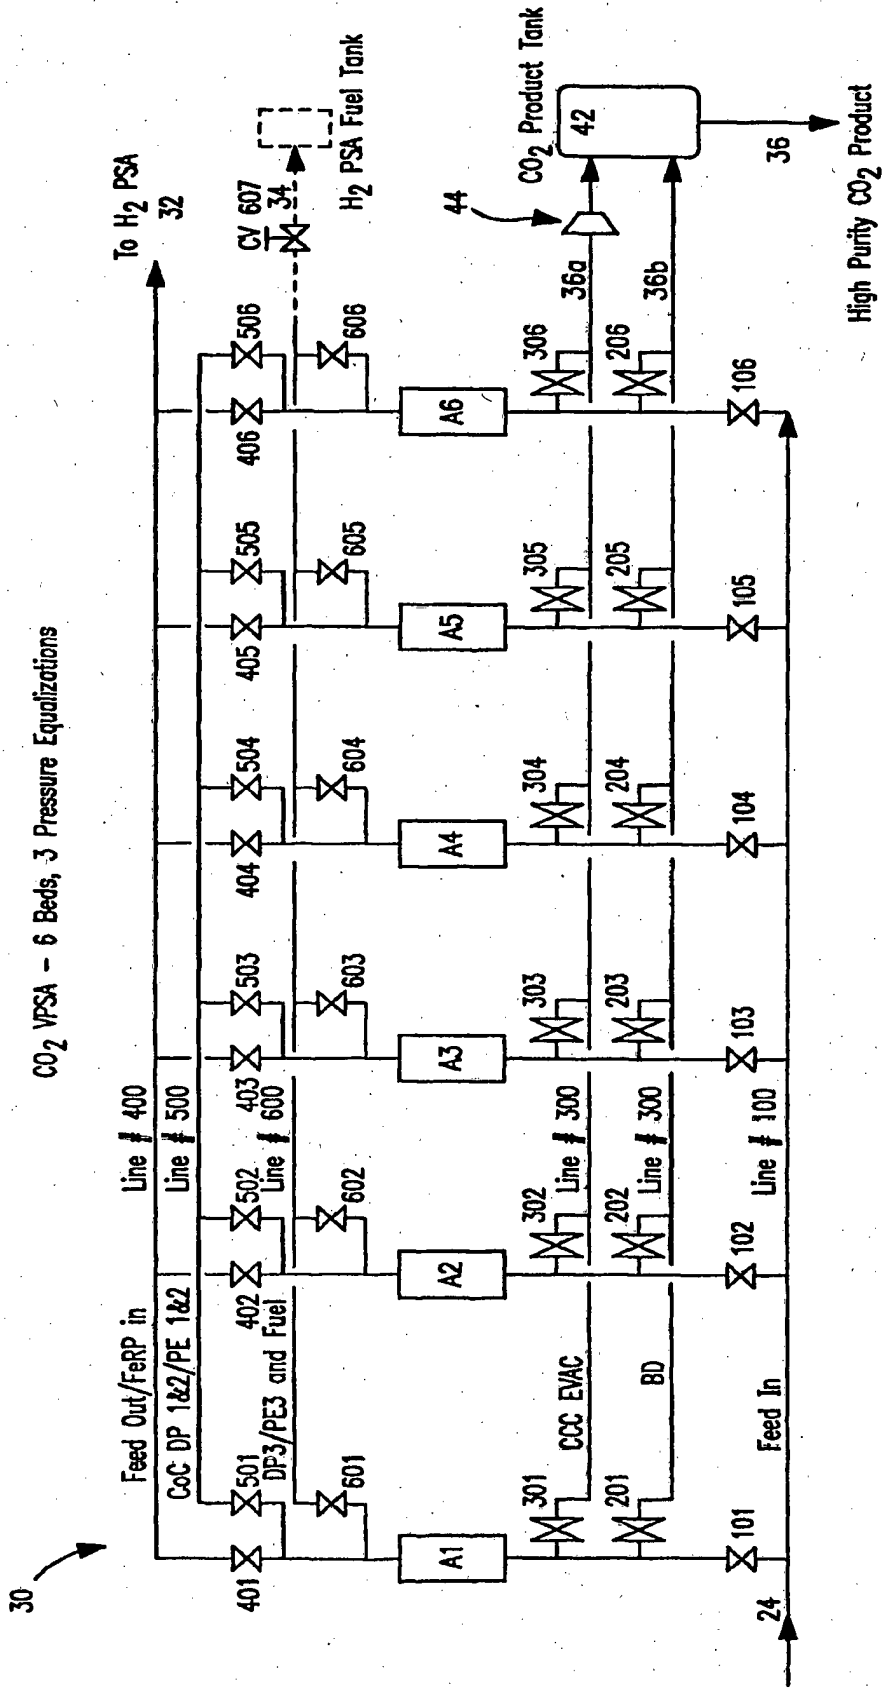 CO2 VPSA – 6 Beds, 3 Pressure Equalizations
30
Feed Out/FeRP in
Line # 400
To H2 PSA
32
CoC DP 1&2/PE 1&2
Line # 500
401
501
402
502
403
503
404
504
405
505
406
506
CV 607
34
DP3/PE3 and Fuel
Line # 600
H2 PSA Fuel Tank
601
602
603
604
605
606
A1
A2
A3
A4
A5
A6
CO2 Product Tank
44
42
301
302
303
304
305
306
CCC EVAC
Line # 300
36a
201
202
203
204
205
206
BD
Line # 300
36b
36
101
102
103
104
105
106
24
Feed In
Line # 100
High Purity CO2 Product